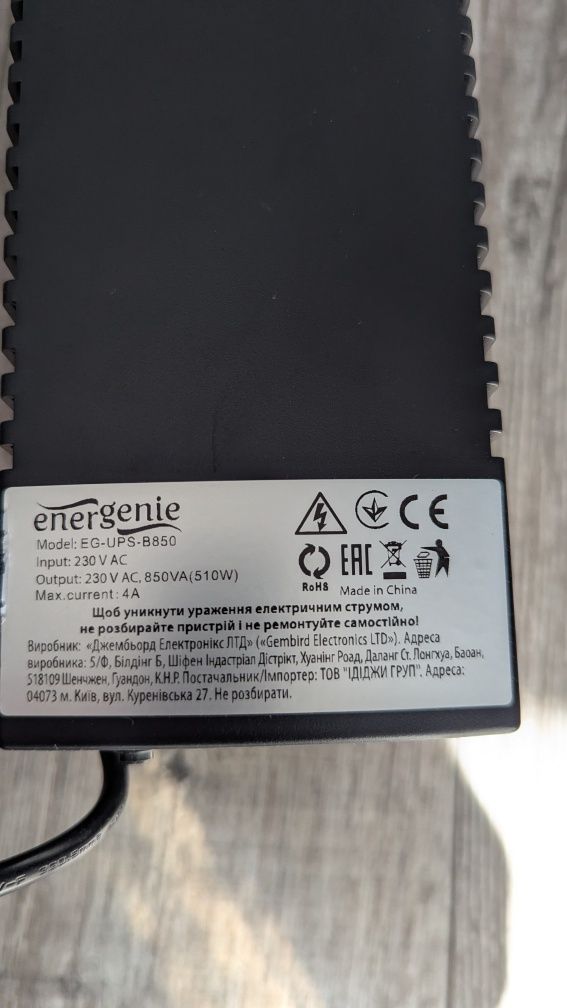 energenie
Model: EG-UPS-B850
Input: 230 V AC
Output: 230 V AC, 850VA(510W)
Max.current: 4A
CE
RoHS
EAC
Made in China
Щоб уникнути ураження електричним струмом,
не розбирайте пристрій і не ремонтуйте самостійно!
Виробник: «Джембьорд Електронікс ЛТД» («Gembird Electronics LTD»). Адреса
виробника: 5/Ф, Білдінг Б, Шіфен Індастріал Дістрікт, Хуанінг Роад, Даланг Ст. Лонгхуа, Баоан,
518109 Шенчжен, Гуандон, К.Н.Р. Постачальник/Імпортер: ТОВ "ІДІДЖИ ГРУП". Адреса:
04073 м. Київ, вул. Куренівська 27. Не розбирати.